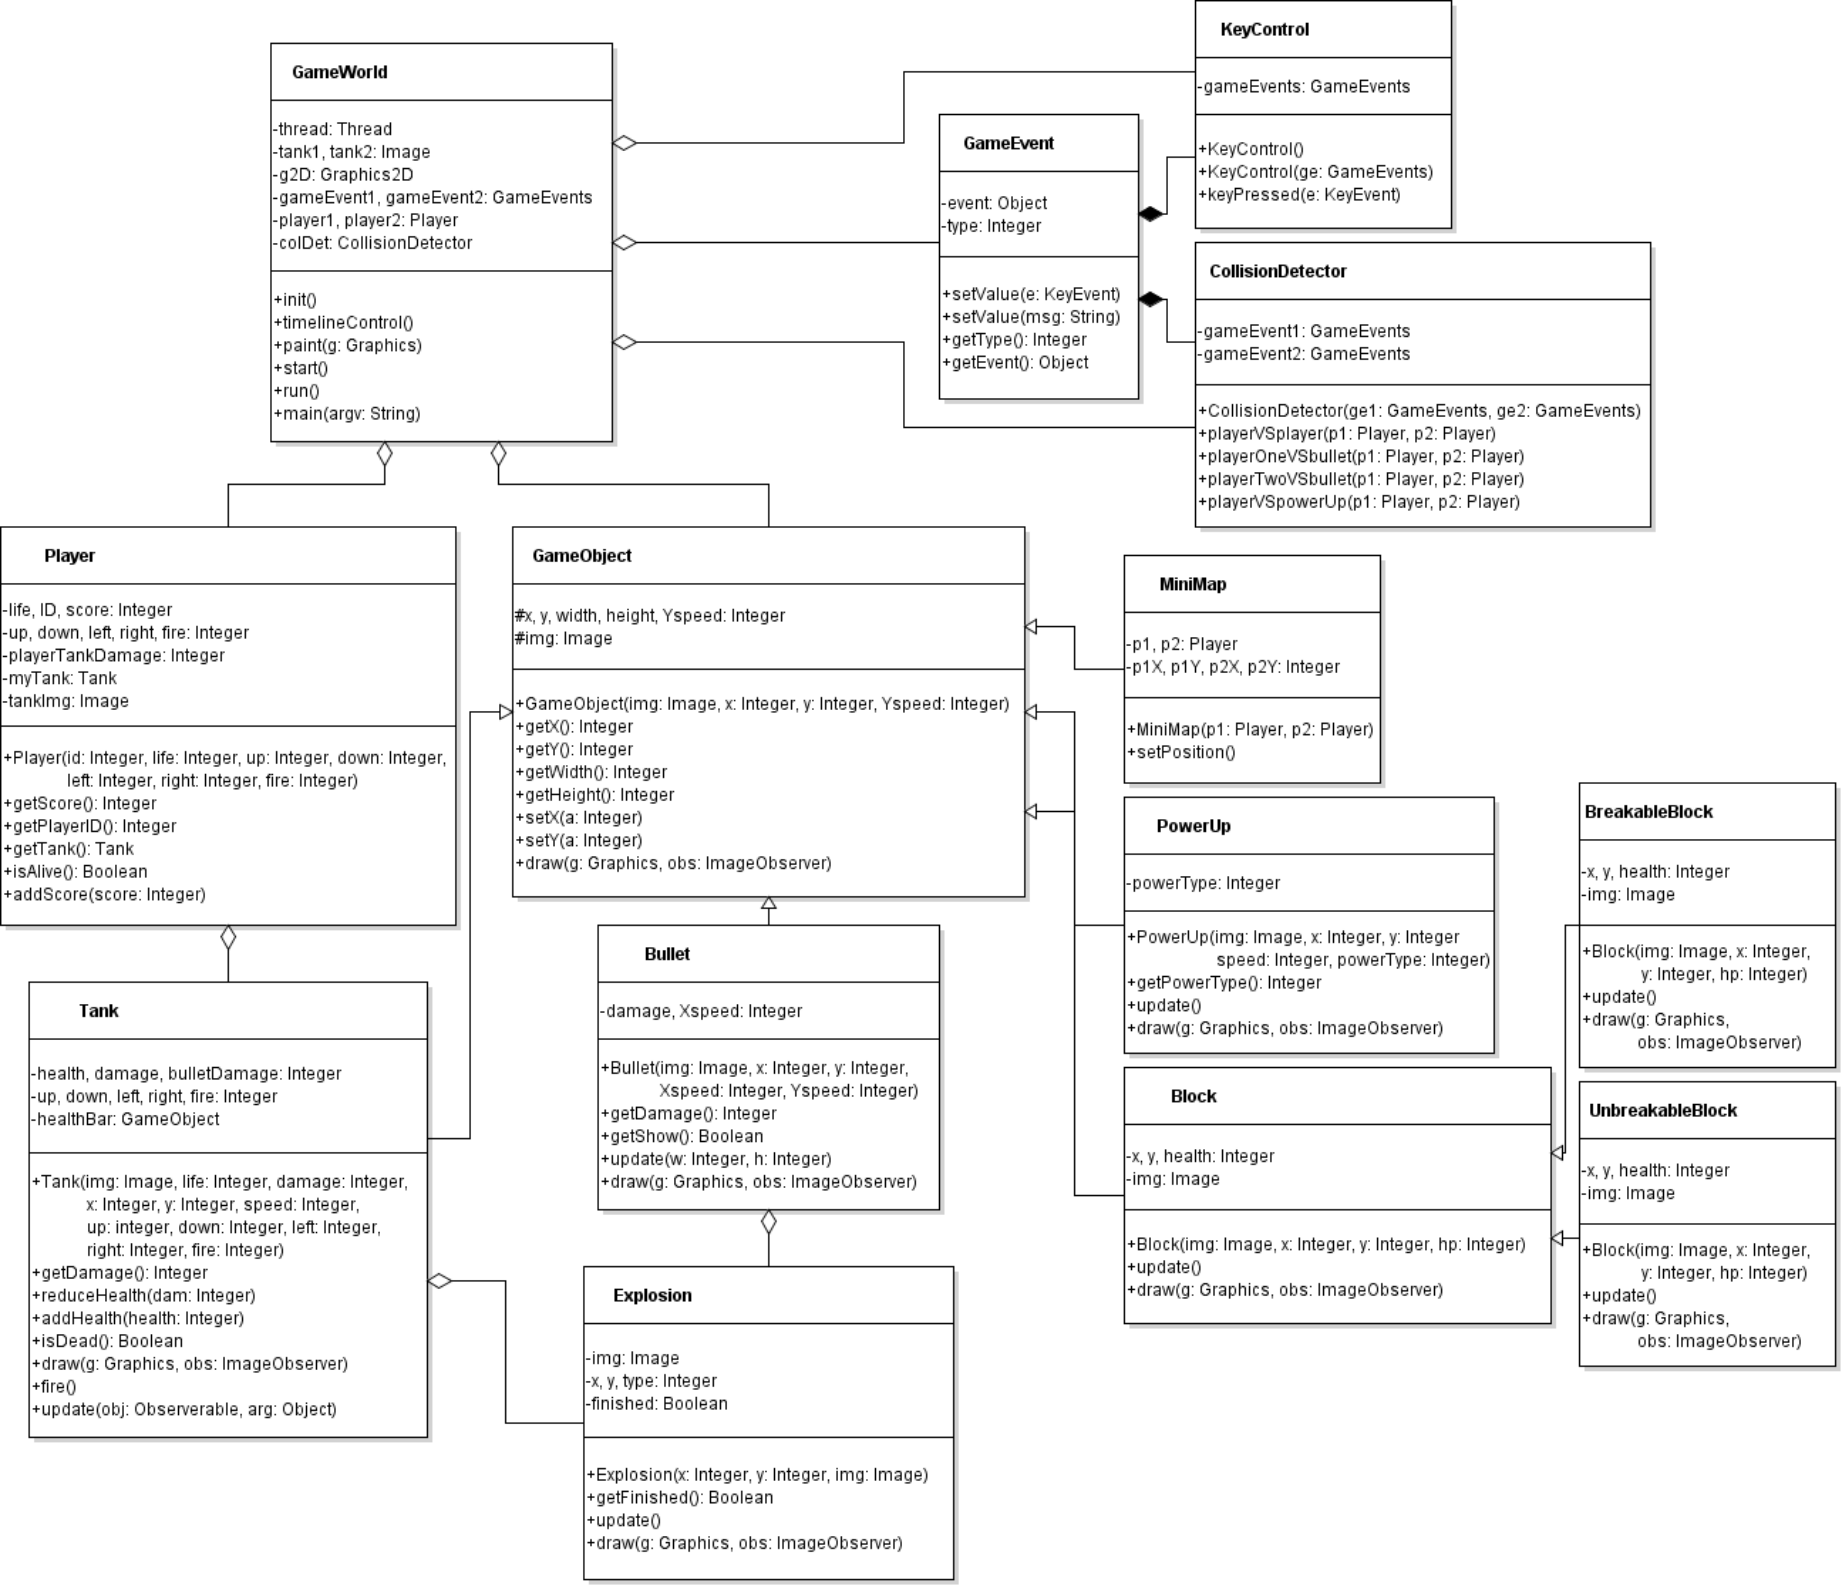 KeyControl
-gameEvents: GameEvents
+KeyControl()
+KeyControl(ge: GameEvents)
+keyPressed(e: KeyEvent)
GameWorld
-thread: Thread
-tank1, tank2: Image
-g2D: Graphics2D
-gameEvent1, gameEvent2: GameEvents
-player1, player2: Player
-colDet: CollisionDetector
+init()
+timelineControl()
+paint(g: Graphics)
+start()
+run()
+main(argv: String)
GameEvent
-event: Object
-type: Integer
+setValue(e: KeyEvent)
+setValue(msg: String)
+getType(): Integer
+getEvent(): Object
CollisionDetector
-gameEvent1: GameEvents
-gameEvent2: GameEvents
+CollisionDetector(ge1: GameEvents, ge2: GameEvents)
+playerVSplayer(p1: Player, p2: Player)
+playerOneVSbullet(p1: Player, p2: Player)
+playerTwoVSbullet(p1: Player, p2: Player)
+playerVSpowerUp(p1: Player, p2: Player)
Player
-life, ID, score: Integer
-up, down, left, right, fire: Integer
-playerTankDamage: Integer
-myTank: Tank
-tankImg: Image
+Player(id: Integer, life: Integer, up: Integer, down: Integer,
left: Integer, right: Integer, fire: Integer)
+getScore(): Integer
+getPlayerID(): Integer
+getTank(): Tank
+isAlive(): Boolean
+addScore(score: Integer)
GameObject
#x, y, width, height, Yspeed: Integer
#img: Image
+GameObject(img: Image, x: Integer, y: Integer, Yspeed: Integer)
+getX(): Integer
+getY(): Integer
+getWidth(): Integer
+getHeight(): Integer
+setX(a: Integer)
+setY(a: Integer)
+draw(g: Graphics, obs: ImageObserver)
MiniMap
-p1, p2: Player
-p1X, p1Y, p2X, p2Y: Integer
+MiniMap(p1: Player, p2: Player)
+setPosition()
PowerUp
-powerType: Integer
+PowerUp(img: Image, x: Integer, y: Integer
speed: Integer, powerType: Integer)
+getPowerType(): Integer
+update()
+draw(g: Graphics, obs: ImageObserver)
BreakableBlock
-x, y, health: Integer
-img: Image
+Block(img: Image, x: Integer,
y: Integer, hp: Integer)
+update()
+draw(g: Graphics,
obs: ImageObserver)
Tank
-health, damage, bulletDamage: Integer
-up, down, left, right, fire: Integer
-healthBar: GameObject
+Tank(img: Image, life: Integer, damage: Integer,
x: Integer, y: Integer, speed: Integer,
up: integer, down: Integer, left: Integer,
right: Integer, fire: Integer)
+getDamage(): Integer
+reduceHealth(dam: Integer)
+addHealth(health: Integer)
+isDead(): Boolean
+draw(g: Graphics, obs: ImageObserver)
+fire()
+update(obj: Observerable, arg: Object)
Bullet
-damage, Xspeed: Integer
+Bullet(img: Image, x: Integer, y: Integer,
Xspeed: Integer, Yspeed: Integer)
+getDamage(): Integer
+getShow(): Boolean
+update(w: Integer, h: Integer)
+draw(g: Graphics, obs: ImageObserver)
Block
-x, y, health: Integer
-img: Image
+Block(img: Image, x: Integer, y: Integer, hp: Integer)
+update()
+draw(g: Graphics, obs: ImageObserver)
UnbreakableBlock
-x, y, health: Integer
-img: Image
+Block(img: Image, x: Integer,
y: Integer, hp: Integer)
+update()
+draw(g: Graphics,
obs: ImageObserver)
Explosion
-img: Image
-x, y, type: Integer
-finished: Boolean
+Explosion(x: Integer, y: Integer, img: Image)
+getFinished(): Boolean
+update()
+draw(g: Graphics, obs: ImageObserver)